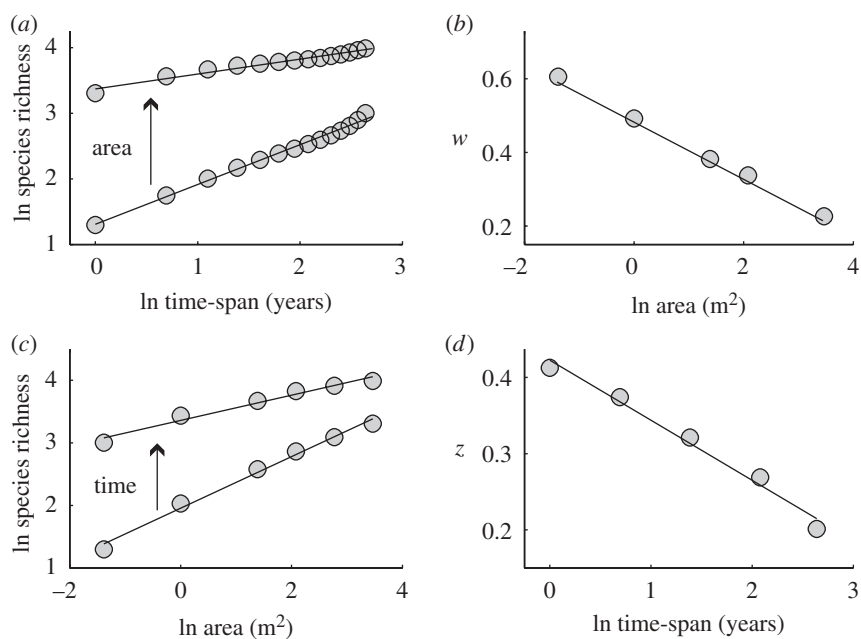 (a)
ln species richness
4
3
2
1
area
0 1 2 3
ln time-span (years)
(b)
w
0.6
0.4
0.2
−2 0 2 4
ln area (m²)
(c)
ln species richness
4
3
2
1
time
−2 0 2 4
ln area (m²)
(d)
z
0.4
0.3
0.2
0 1 2 3
ln time-span (years)